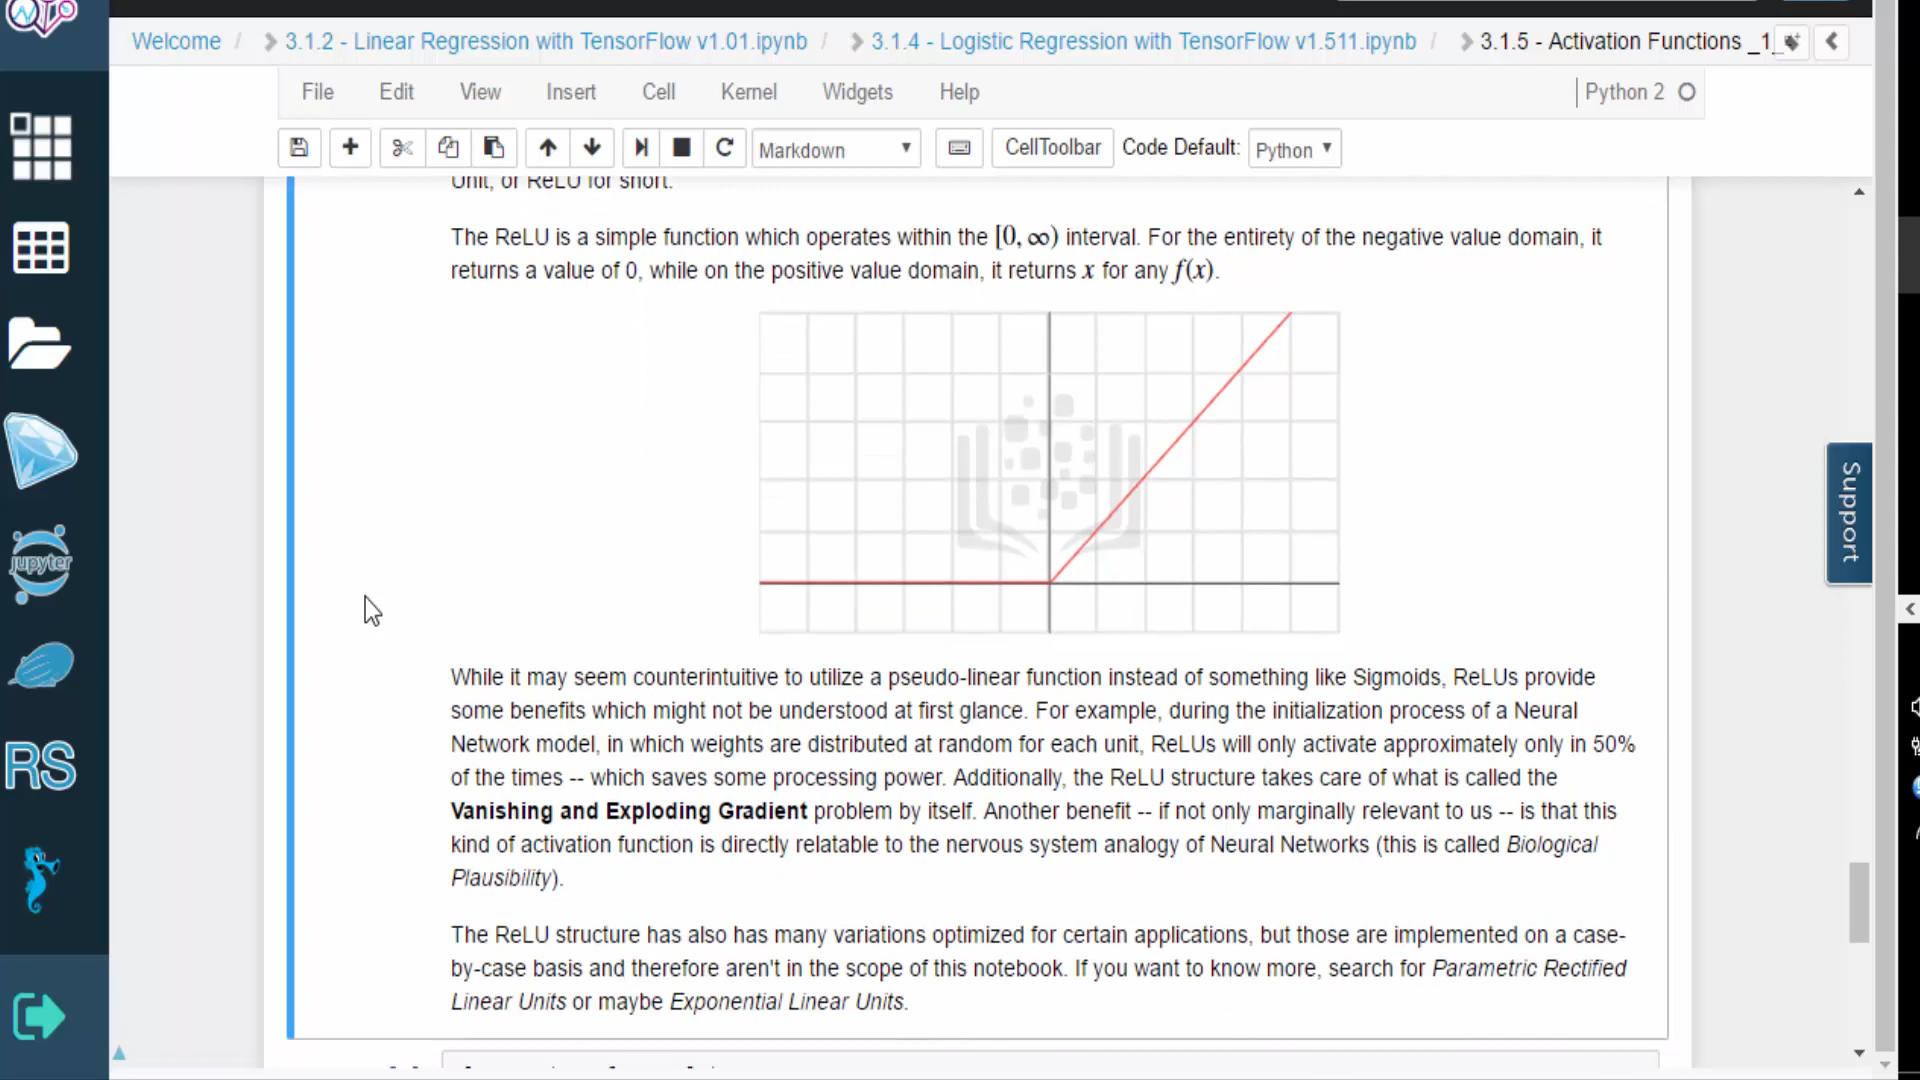 Welcome / 3.1.2 - Linear Regression with TensorFlow v1.01.ipynb / 3.1.4 - Logistic Regression with TensorFlow v1.511.ipynb / 3.1.5 - Activation Functions _1_
File Edit View Insert Cell Kernel Widgets Help Python 2
Markdown CellToolbar Code Default: Python
Unit, or ReLU for short.
The ReLU is a simple function which operates within the [0, ∞) interval. For the entirety of the negative value domain, it
returns a value of 0, while on the positive value domain, it returns x for any f(x).
While it may seem counterintuitive to utilize a pseudo-linear function instead of something like Sigmoids, ReLUs provide
some benefits which might not be understood at first glance. For example, during the initialization process of a Neural
Network model, in which weights are distributed at random for each unit, ReLUs will only activate approximately only in 50%
of the times -- which saves some processing power. Additionally, the ReLU structure takes care of what is called the
Vanishing and Exploding Gradient problem by itself. Another benefit -- if not only marginally relevant to us -- is that this
kind of activation function is directly relatable to the nervous system analogy of Neural Networks (this is called Biological
Plausibility).
The ReLU structure has also has many variations optimized for certain applications, but those are implemented on a case-
by-case basis and therefore aren't in the scope of this notebook. If you want to know more, search for Parametric Rectified
Linear Units or maybe Exponential Linear Units.
jupyter
RS
Support